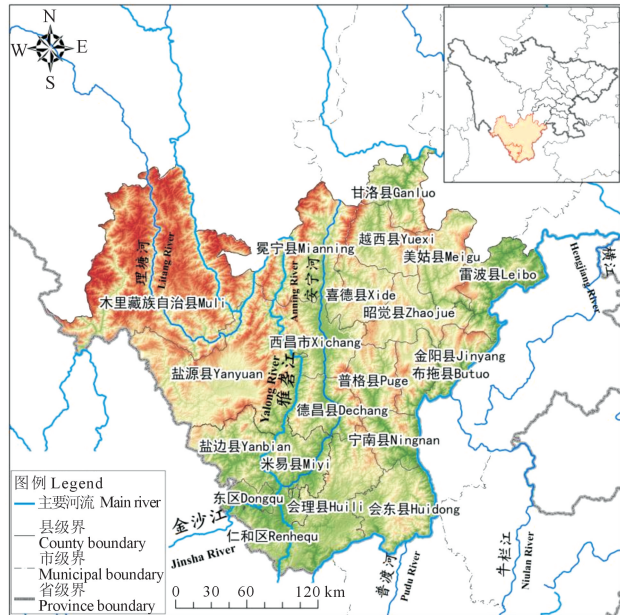 N
W E
S
甘洛县Ganluo
越西县Yuexi
美姑县Meigu
冕宁县Mianning
雷波县Leibo
横江
Hengjiang River
理塘河
Litang River
安宁河
Anning River
木里藏族自治县Muli
喜德县Xide
昭觉县Zhaojue
西昌市Xichang
金阳县Jinyang
盐源县Yanyuan
雅砻江
Yalong River
普格县Puge
布拖县Butuo
德昌县Dechang
盐边县Yanbian
宁南县Ningnan
米易县Miyi
东区Dongqu
会理县Huili
会东县Huidong
金沙江
Jinsha River
仁和区Renhequ
普渡河
Pudu River
牛栏江
Niulan River
图例 Legend
主要河流 Main river
县级界
County boundary
市级界
Municipal boundary
省级界
Province boundary
0 30 60 120 km